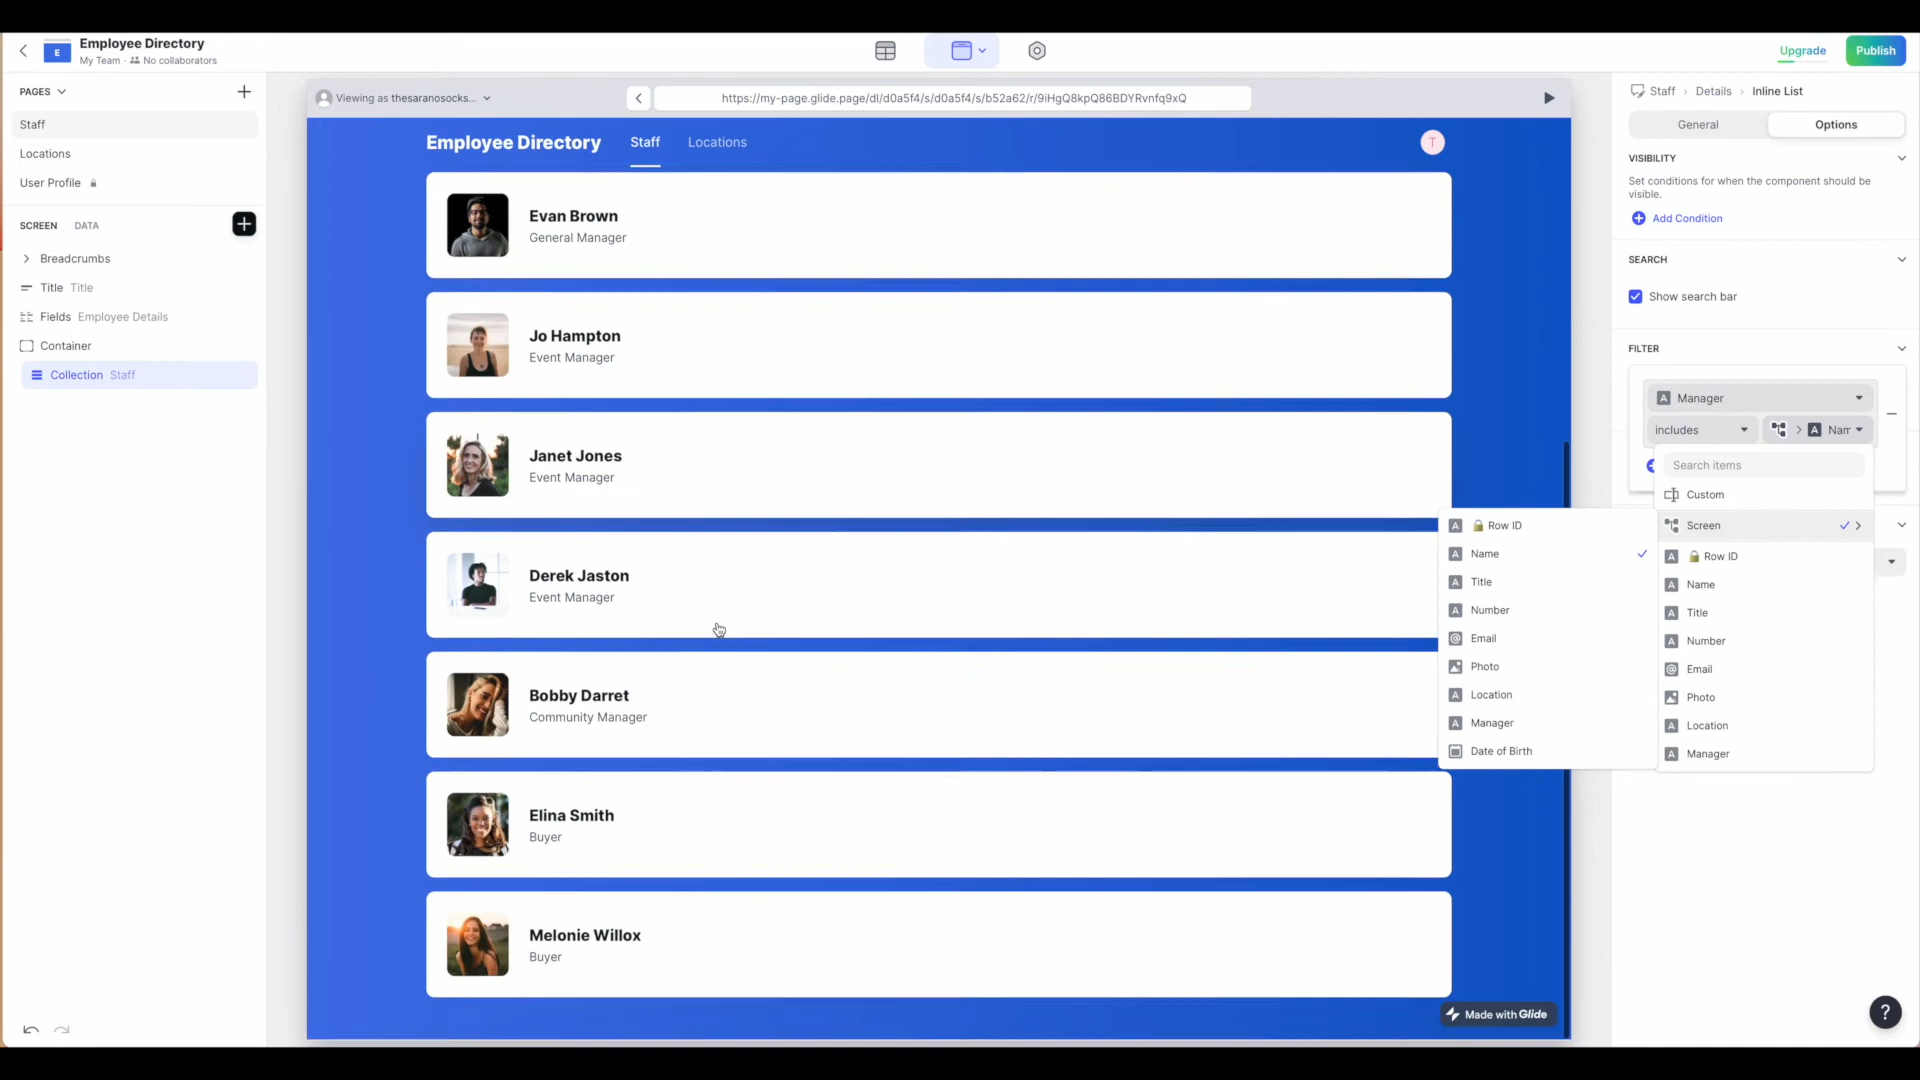 E
Employee Directory
My Team · No collaborators
Upgrade
Publish
PAGES
Staff
Locations
User Profile
SCREEN DATA
Breadcrumbs
Title Title
Fields Employee Details
Container
Collection Staff
Viewing as thesaranosocks...
https://my-page.glide.page/dl/d0a5f4/s/d0a5f4/s/b52a62/r/9iHgQ8kpQ86BDYRvnfq9xQ
Employee Directory Staff Locations
T
Evan Brown
General Manager
Jo Hampton
Event Manager
Janet Jones
Event Manager
Derek Jaston
Event Manager
Bobby Darret
Community Manager
Elina Smith
Buyer
Melonie Willox
Buyer
Made with Glide
Staff > Details > Inline List
General Options
VISIBILITY
Set conditions for when the component should be
visible.
Add Condition
SEARCH
Show search bar
FILTER
A Manager
includes > A Nam
Search items
Custom
Screen
A Row ID
A Name
A Title
A Number
@ Email
Photo
A Location
A Manager
A Row ID
A Name
A Title
A Number
@ Email
Photo
A Location
A Manager
Date of Birth
?